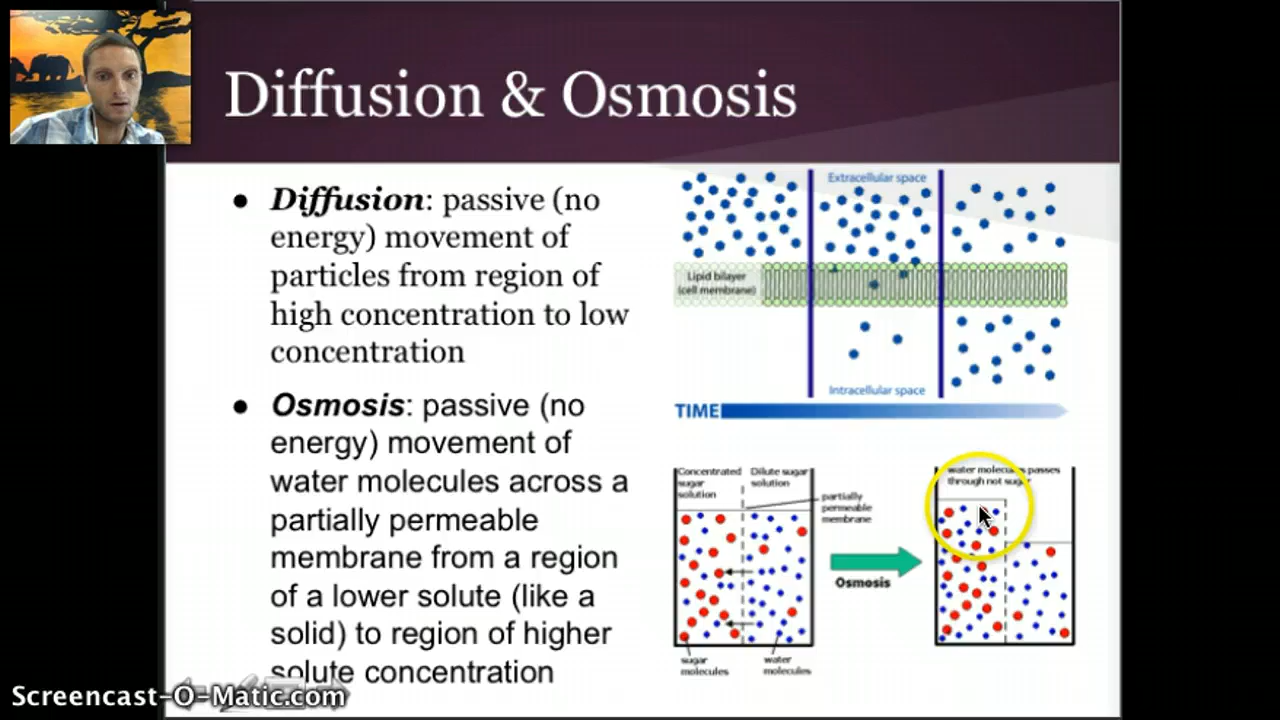 Diffusion & Osmosis
● Diffusion: passive (no
energy) movement of
particles from region of
high concentration to low
concentration
● Osmosis: passive (no
energy) movement of
water molecules across a
partially permeable
membrane from a region
of a lower solute (like a
solid) to region of higher
solute concentration
Extracellular space
Lipid bilayer
(cell membrane)
Intracellular space
TIME
Concentrated
sugar
solution
Dilute sugar
solution
partially
permeable
membrane
Osmosis
water molecules passes
through not sugar
sugar
molecules
water
molecules
Screencast-O-Matic.com